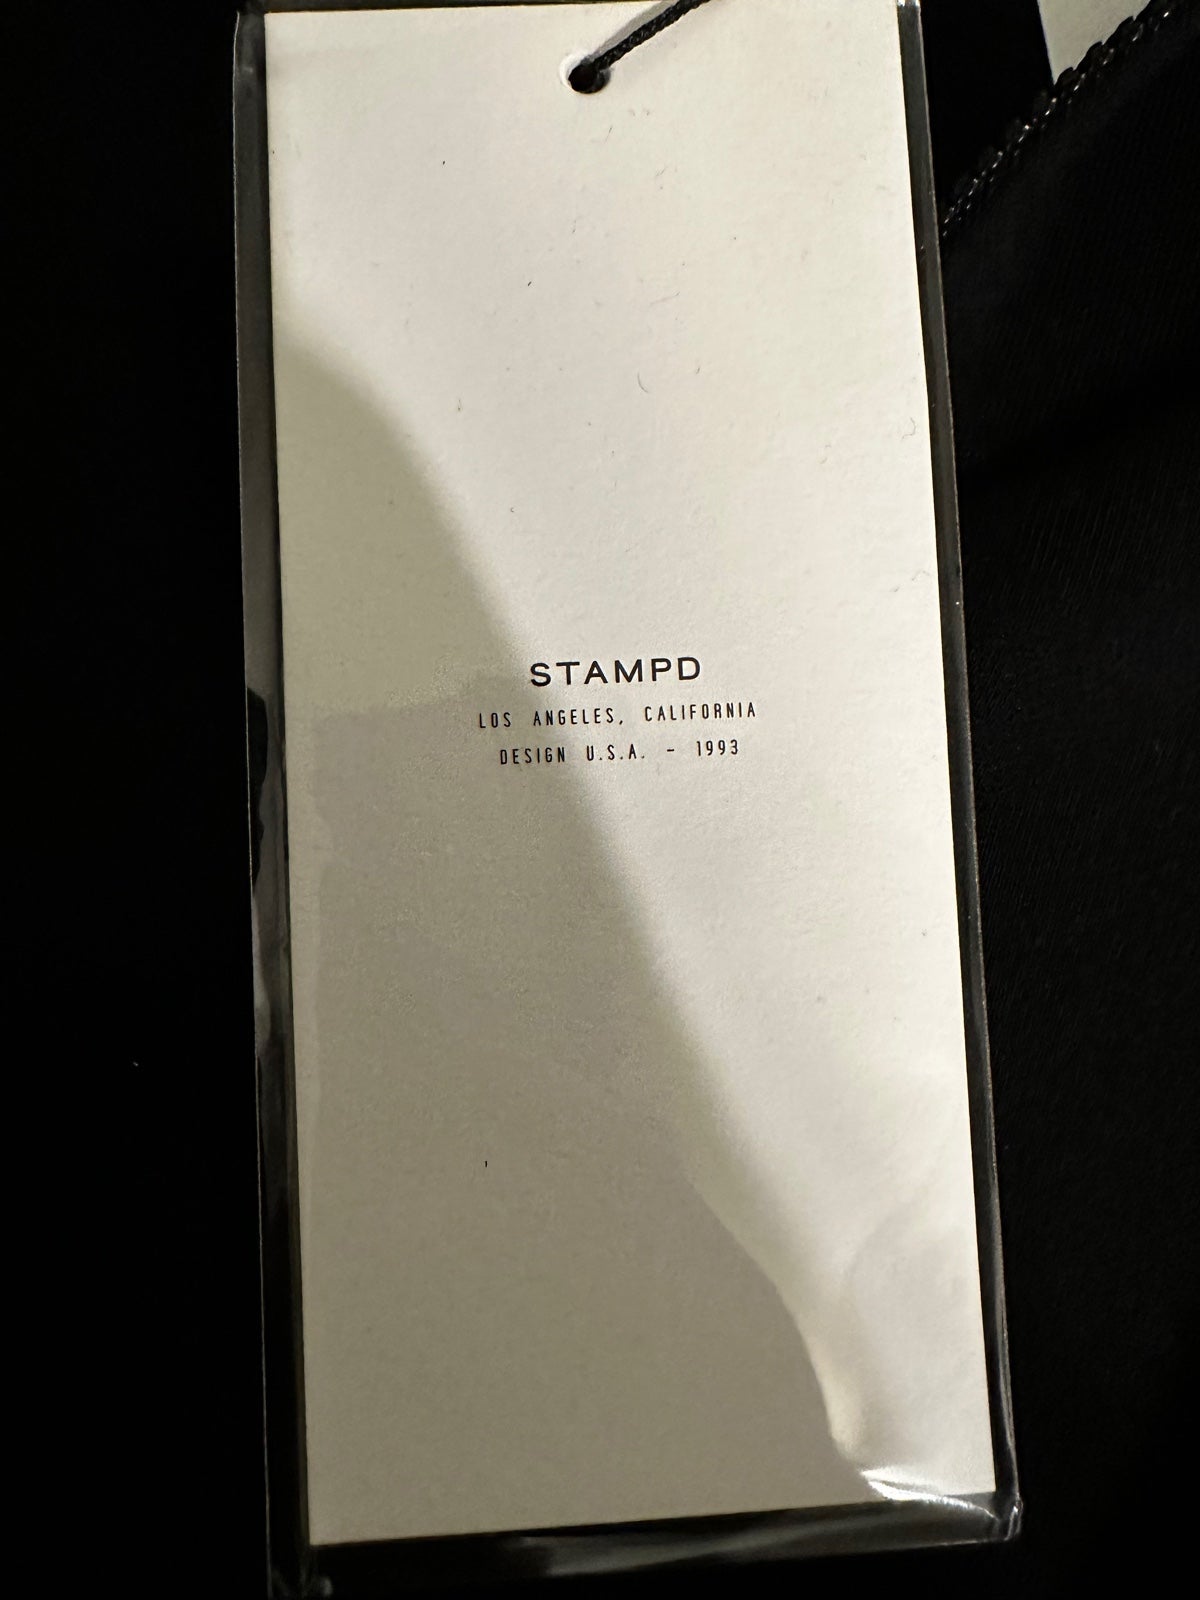 STAMPD
LOS ANGELES, CALIFORNIA
DESIGN U.S.A. - 1993